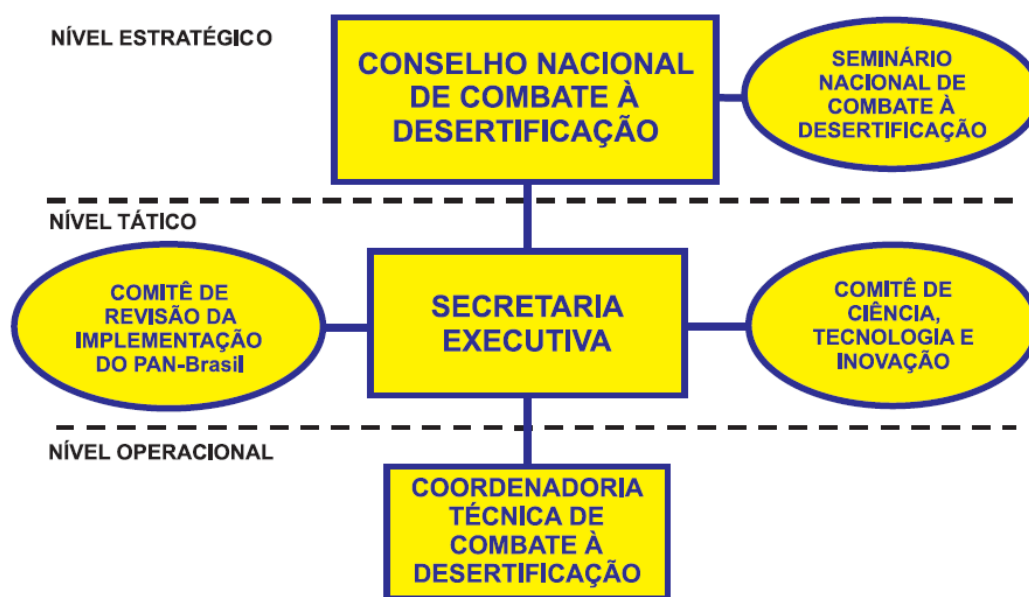 NÍVEL ESTRATÉGICO
CONSELHO NACIONAL
DE COMBATE À
DESERTIFICAÇÃO
SEMINÁRIO
NACIONAL DE
COMBATE À
DESERTIFICAÇÃO
NÍVEL TÁTICO
COMITÊ DE
REVISÃO DA
IMPLEMENTAÇÃO
DO PAN-Brasil
SECRETARIA
EXECUTIVA
COMITÊ DE
CIÊNCIA,
TECNOLOGIA E
INOVAÇÃO
NÍVEL OPERACIONAL
COORDENADORIA
TÉCNICA DE
COMBATE À
DESERTIFICAÇÃO